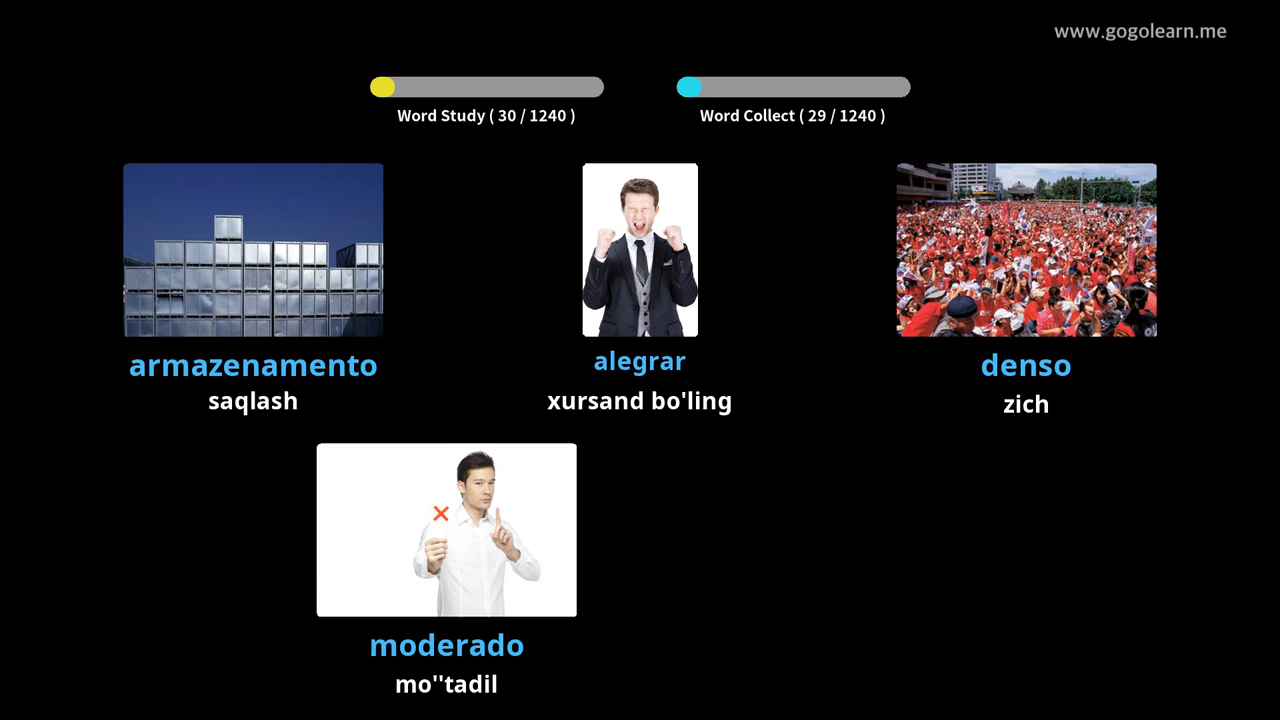 www.gogolearn.me
Word Study ( 30 / 1240 )
Word Collect ( 29 / 1240 )
armazenamento
saqlash
alegrar
xursand bo'ling
denso
zich
moderado
mo''tadil